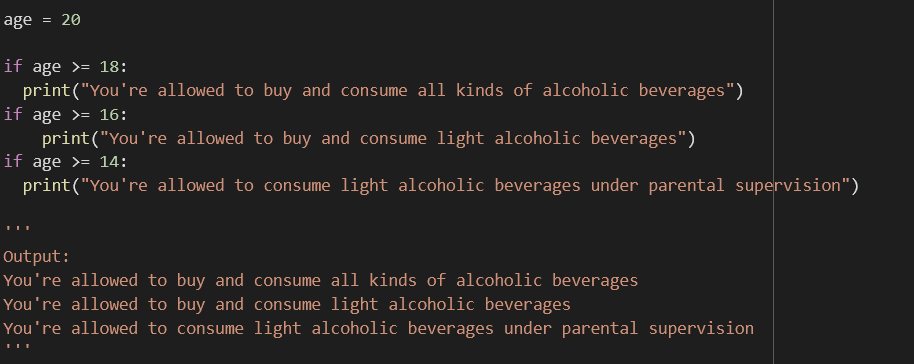 age = 20

if age >= 18:
  print("You're allowed to buy and consume all kinds of alcoholic beverages")
if age >= 16:
    print("You're allowed to buy and consume light alcoholic beverages")
if age >= 14:
  print("You're allowed to consume light alcoholic beverages under parental supervision")

'''
Output:
You're allowed to buy and consume all kinds of alcoholic beverages
You're allowed to buy and consume light alcoholic beverages
You're allowed to consume light alcoholic beverages under parental supervision
'''